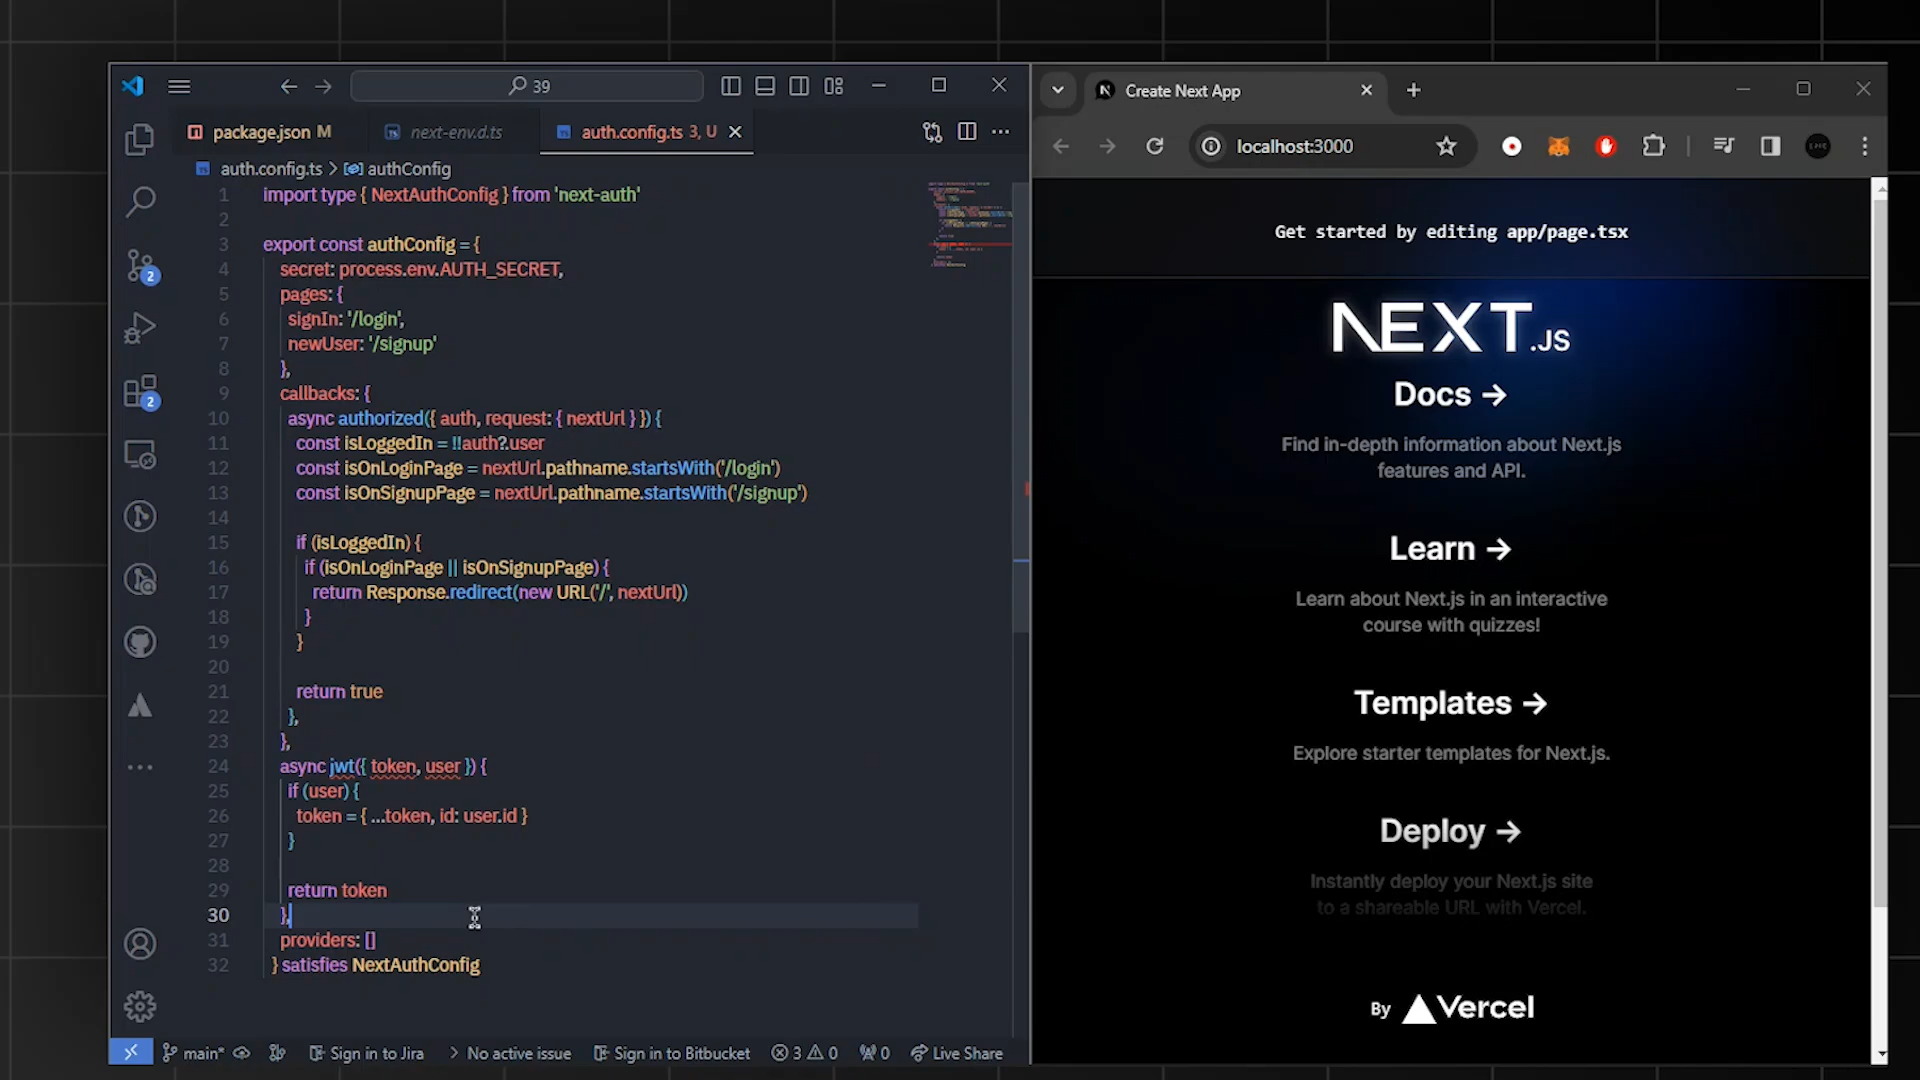 39
package.json M
next-env.d.ts
auth.config.ts 3, U
auth.config.ts > authConfig
1 import type { NextAuthConfig } from 'next-auth'
2
3 export const authConfig = {
4 secret: process.env.AUTH_SECRET,
5 pages: {
6 signIn: '/login',
7 newUser: '/signup'
8 },
9 callbacks: {
10 async authorized({ auth, request: { nextUrl } }) {
11 const isLoggedIn = !!auth?.user
12 const isOnLoginPage = nextUrl.pathname.startsWith('/login')
13 const isOnSignupPage = nextUrl.pathname.startsWith('/signup')
14
15 if (isLoggedIn) {
16 if (isOnLoginPage || isOnSignupPage) {
17 return Response.redirect(new URL('/', nextUrl))
18 }
19 }
20
21 return true
22 },
23 },
24 async jwt({ token, user }) {
25 if (user) {
26 token = { ...token, id: user.id }
27 }
28
29 return token
30 },
31 providers: []
32 } satisfies NextAuthConfig
2
2
main*
Sign in to Jira
No active issue
Sign in to Bitbucket
3
0
0
Live Share
Create Next App
localhost:3000
Get started by editing app/page.tsx
NEXT.JS
Docs →
Find in-depth information about Next.js
features and API.
Learn →
Learn about Next.js in an interactive
course with quizzes!
Templates →
Explore starter templates for Next.js.
Deploy →
Instantly deploy your Next.js site
to a shareable URL with Vercel.
By Vercel